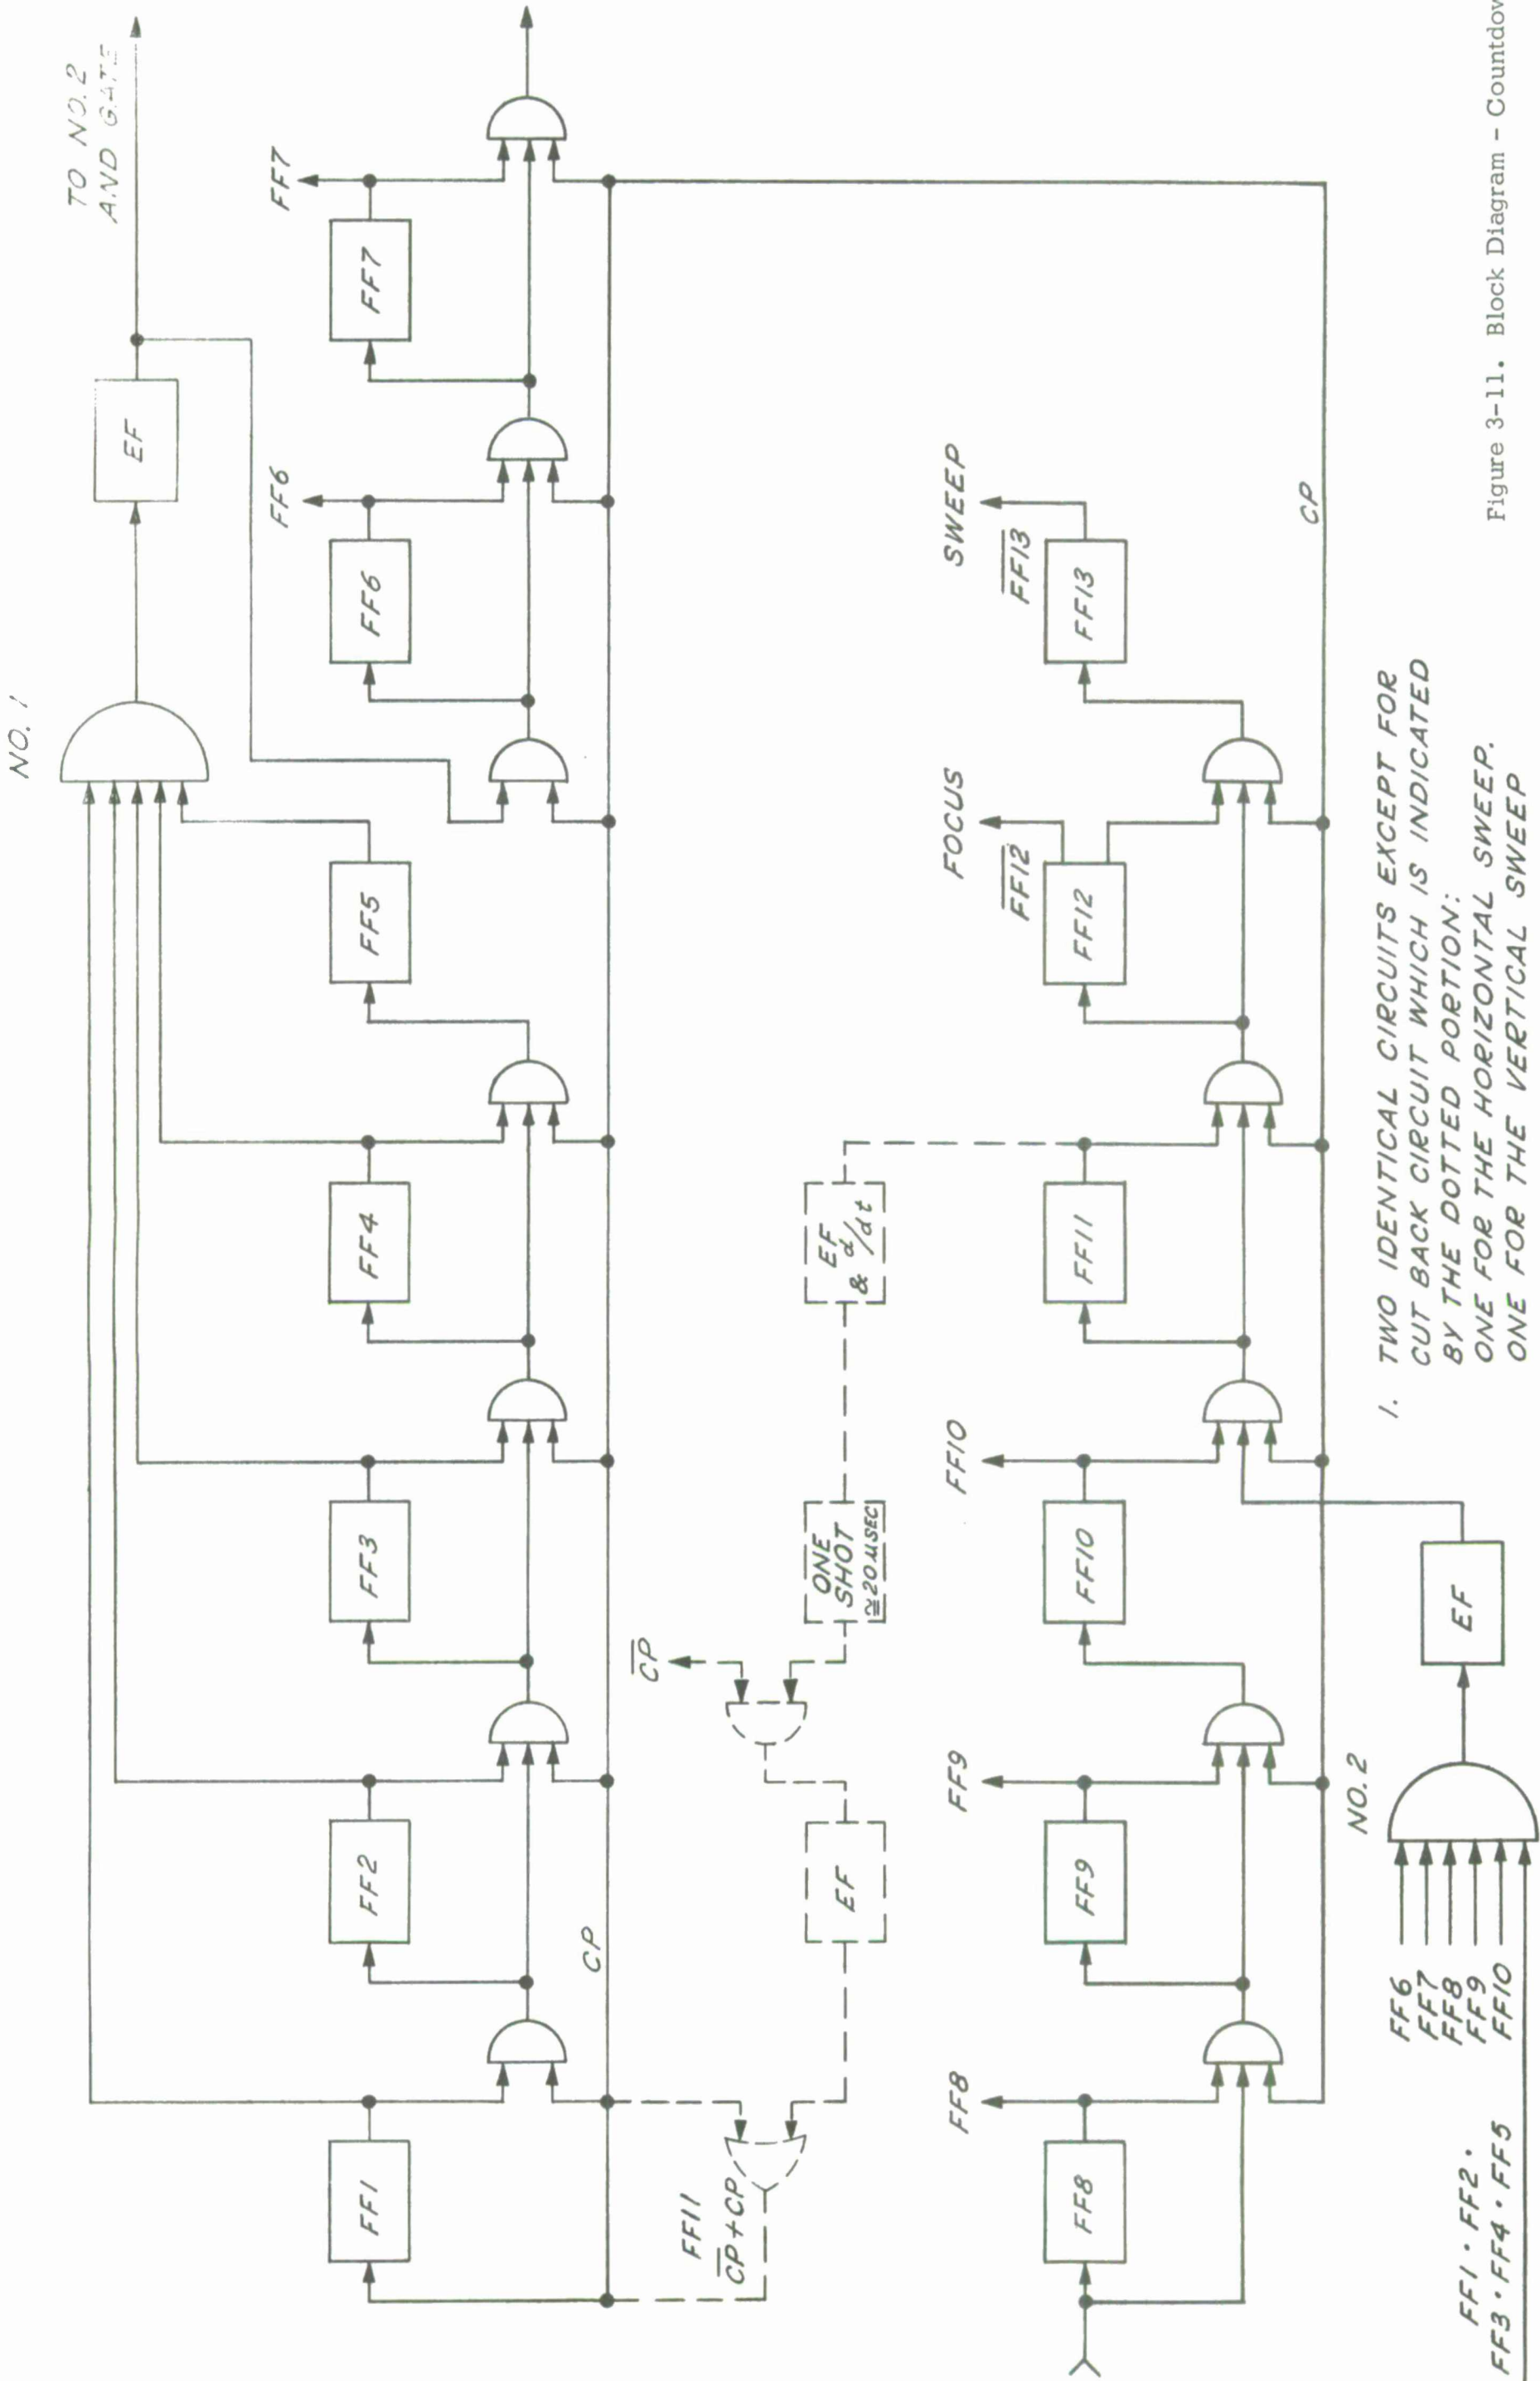 NO. 1
TO NO. 2
AND GATE
EF
FF1
FF2
FF3
FF4
FF5
FF6
FF6
FF7
FF7
CP
FF11
CP+CP
EF
CP
ONE
SHOT
≅20 µSEC
EF
& d/dt
FF8
FF8
FF9
FF9
FF10
FF10
FF11
FOCUS
FF12
FF12
SWEEP
FF13
FF13
CP
NO. 2
EF
FF6
FF7
FF8
FF9
FF10
FF1 • FF2 •
FF3 • FF4 • FF5
1. TWO IDENTICAL CIRCUITS EXCEPT FOR
CUT BACK CIRCUIT WHICH IS INDICATED
BY THE DOTTED PORTION:
ONE FOR THE HORIZONTAL SWEEP.
ONE FOR THE VERTICAL SWEEP
Figure 3-11. Block Diagram - Countdow